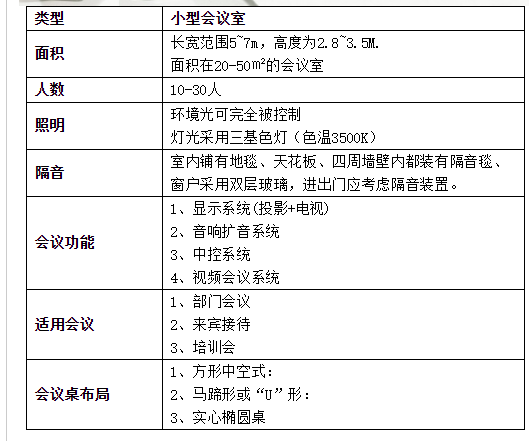 类型 小型会议室
面积 长宽范围5~7m，高度为2.8~3.5M.
面积在20-50㎡的会议室
人数 10-30人
照明 环境光可完全被控制
灯光采用三基色灯（色温3500K）
隔音 室内铺有地毯、天花板、四周墙壁内都装有隔音毯、
窗户采用双层玻璃，进出门应考虑隔音装置。
会议功能 1、显示系统(投影+电视)
2、音响扩音系统
3、中控系统
4、视频会议系统
适用会议 1、部门会议
2、来宾接待
3、培训会
会议桌布局 1、方形中空式：
2、马蹄形或“U”形：
3、实心椭圆桌